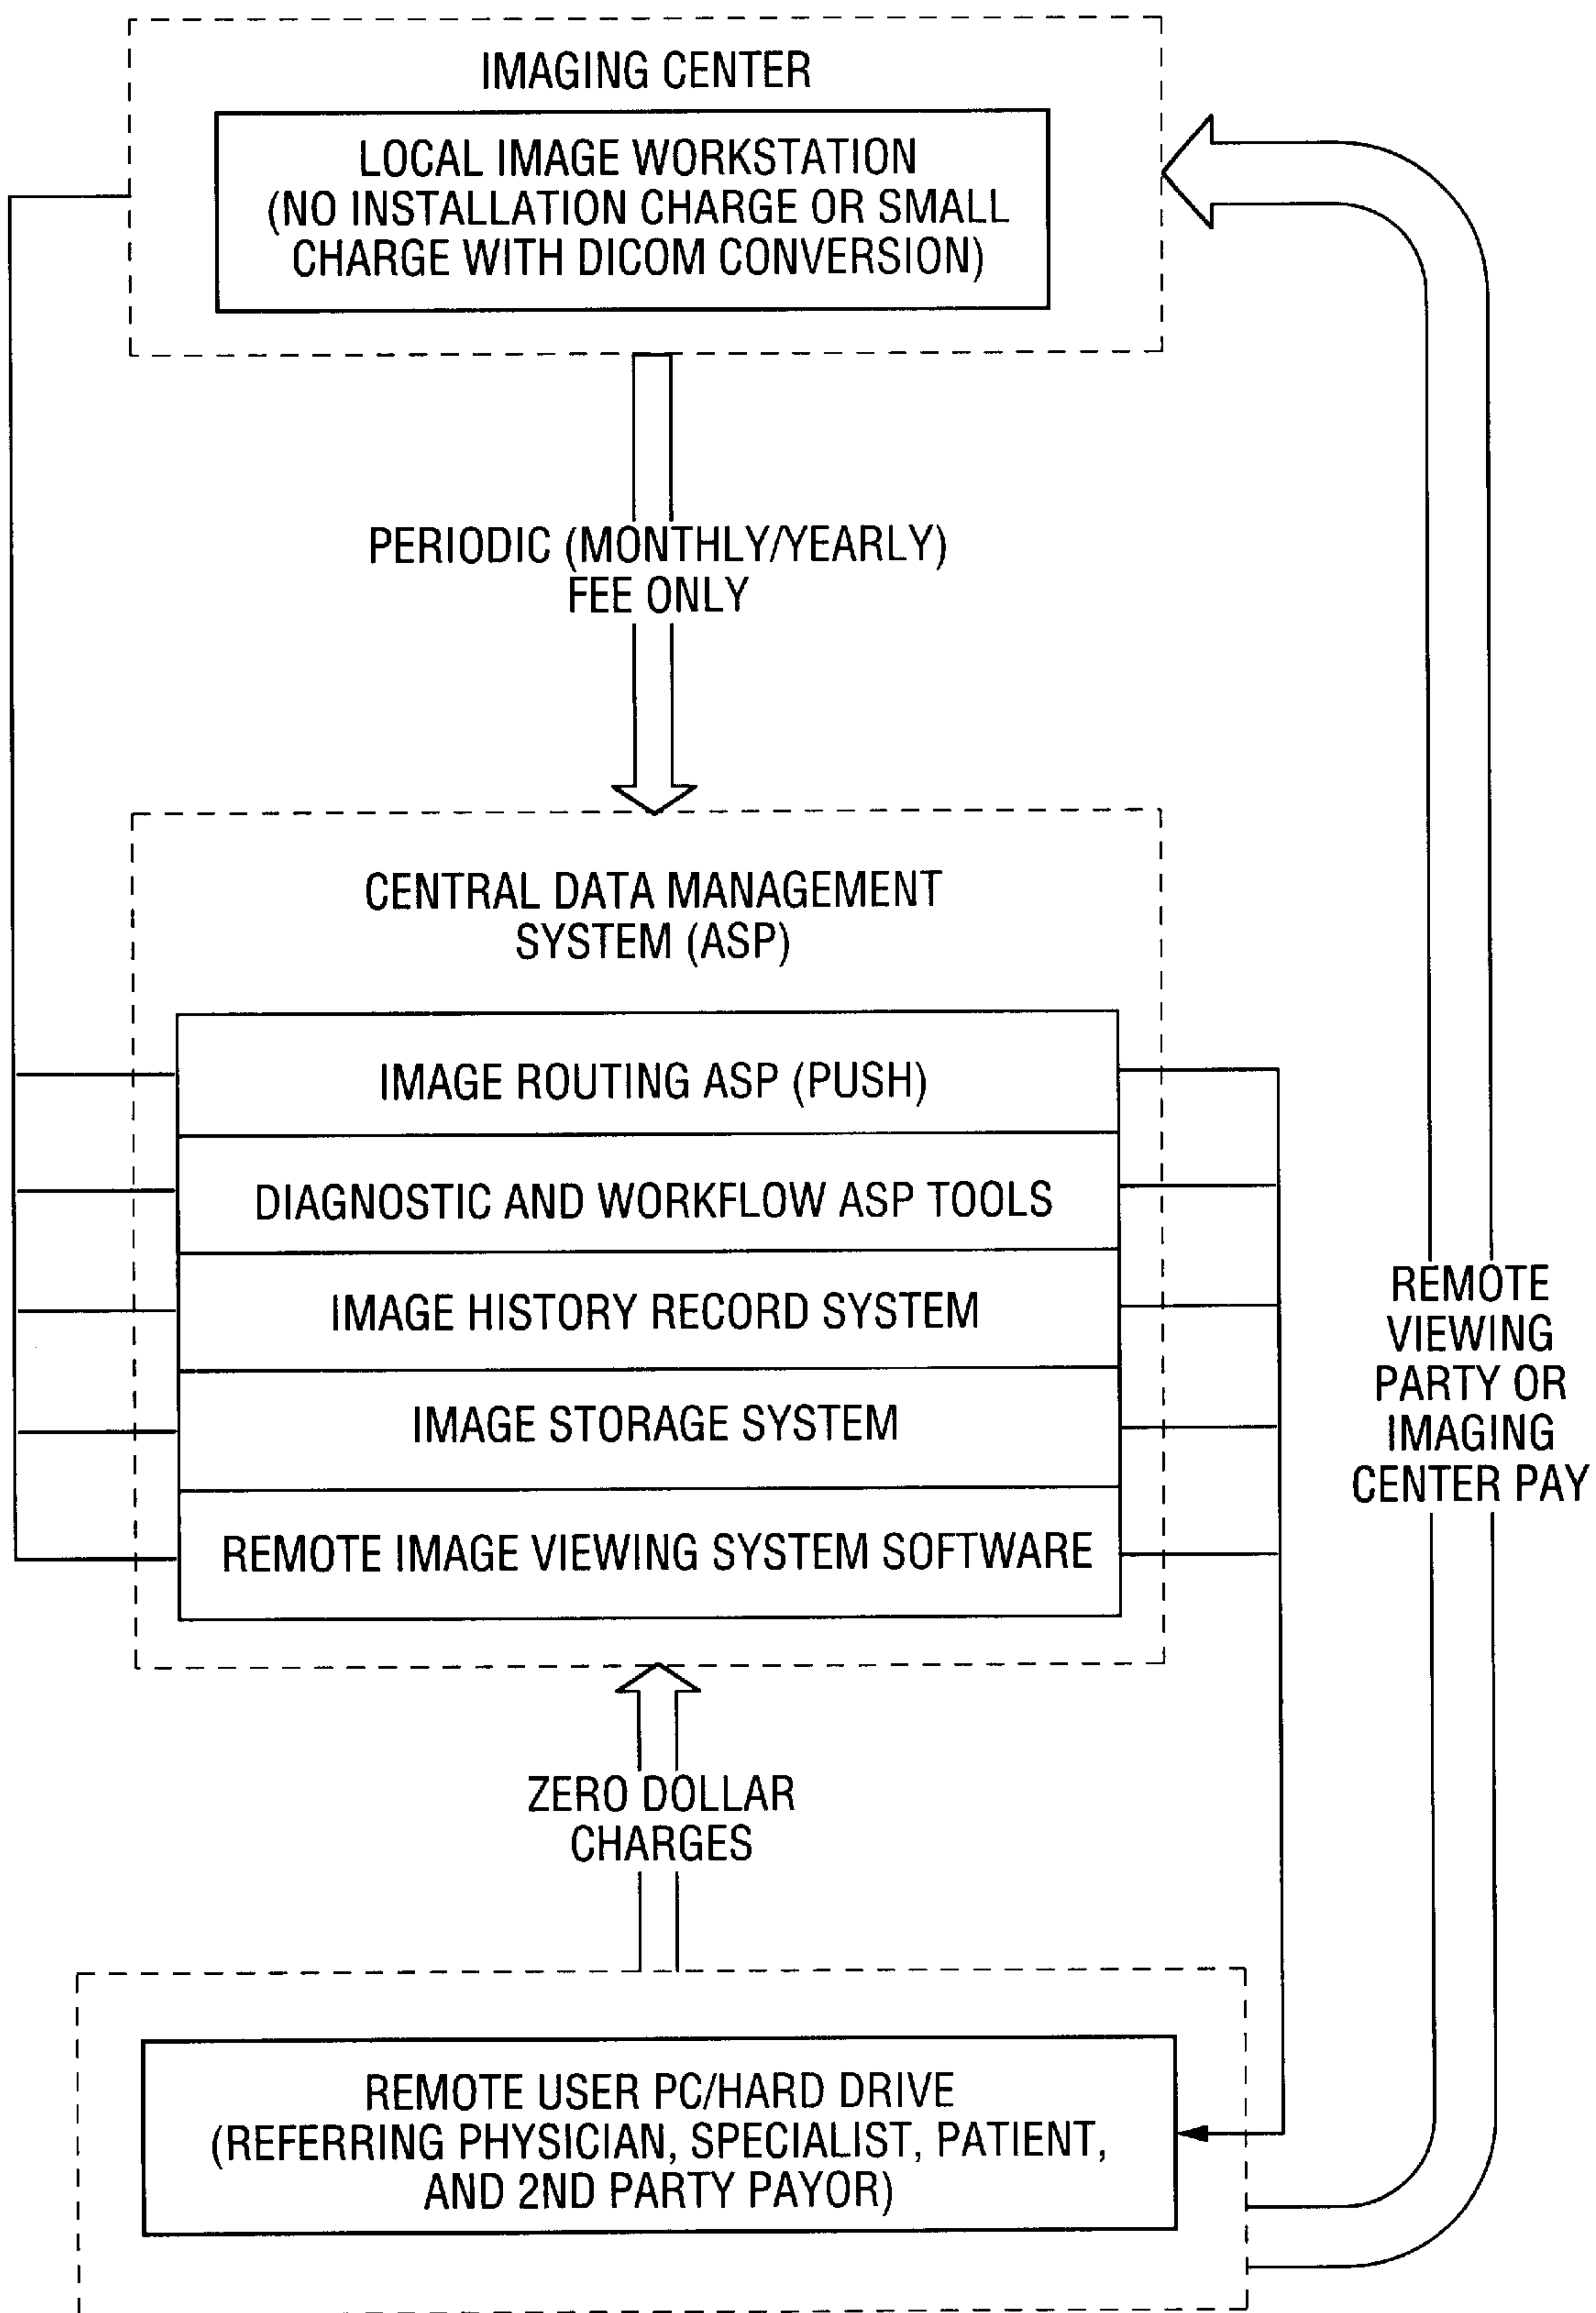 IMAGING CENTER
LOCAL IMAGE WORKSTATION
(NO INSTALLATION CHARGE OR SMALL
CHARGE WITH DICOM CONVERSION)
PERIODIC (MONTHLY/YEARLY)
FEE ONLY
CENTRAL DATA MANAGEMENT
SYSTEM (ASP)
IMAGE ROUTING ASP (PUSH)
DIAGNOSTIC AND WORKFLOW ASP TOOLS
IMAGE HISTORY RECORD SYSTEM
IMAGE STORAGE SYSTEM
REMOTE IMAGE VIEWING SYSTEM SOFTWARE
REMOTE
VIEWING
PARTY OR
IMAGING
CENTER PAY
ZERO DOLLAR
CHARGES
REMOTE USER PC/HARD DRIVE
(REFERRING PHYSICIAN, SPECIALIST, PATIENT,
AND 2ND PARTY PAYOR)